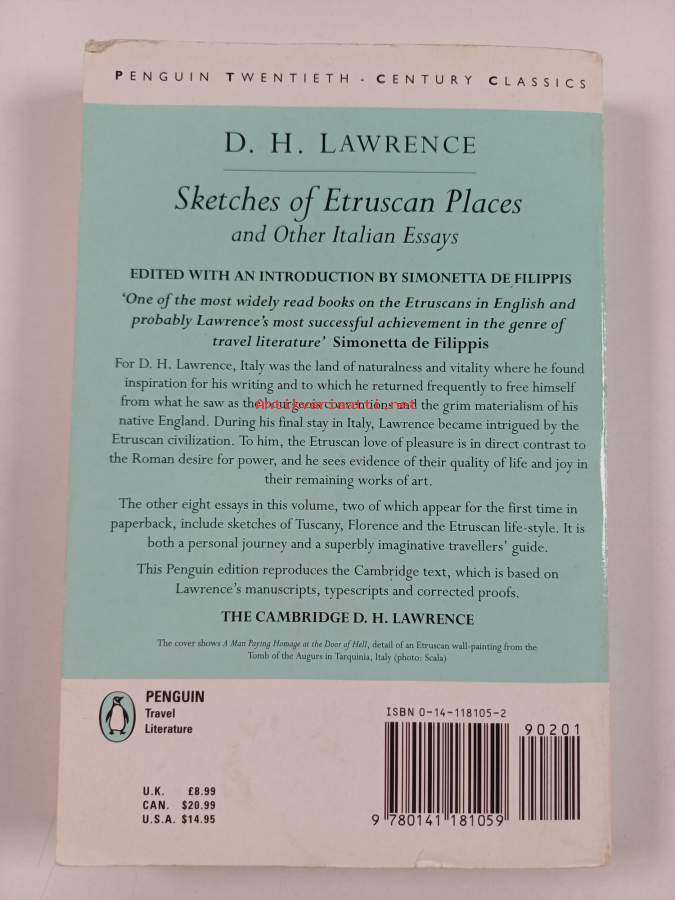 PENGUIN TWENTIETH-CENTURY CLASSICS
D. H. LAWRENCE
Sketches of Etruscan Places
and Other Italian Essays
EDITED WITH AN INTRODUCTION BY SIMONETTA DE FILIPPIS
‘One of the most widely read books on the Etruscans in English and
probably Lawrence’s most successful achievement in the genre of
travel literature’ Simonetta de Filippis
For D. H. Lawrence, Italy was the land of naturalness and vitality where he found
inspiration for his writing and to which he returned frequently to free himself
from what he saw as the bourgeois conventions and the grim materialism of his
Antikvariaatti.net
native England. During his final stay in Italy, Lawrence became intrigued by the
Etruscan civilization. To him, the Etruscan love of pleasure is in direct contrast to
the Roman desire for power, and he sees evidence of their quality of life and joy in
their remaining works of art.
The other eight essays in this volume, two of which appear for the first time in
paperback, include sketches of Tuscany, Florence and the Etruscan life-style. It is
both a personal journey and a superbly imaginative travellers’ guide.
This Penguin edition reproduces the Cambridge text, which is based on
Lawrence’s manuscripts, typescripts and corrected proofs.
THE CAMBRIDGE D. H. LAWRENCE
The cover shows A Man Paying Homage at the Door of Hell, detail of an Etruscan wall-painting from the
Tomb of the Augurs in Tarquinia, Italy (photo: Scala)
PENGUIN
Travel
Literature
U.K. £8.99
CAN. $20.99
U.S.A. $14.95
ISBN 0-14-118105-2
90201
9 780141 181059